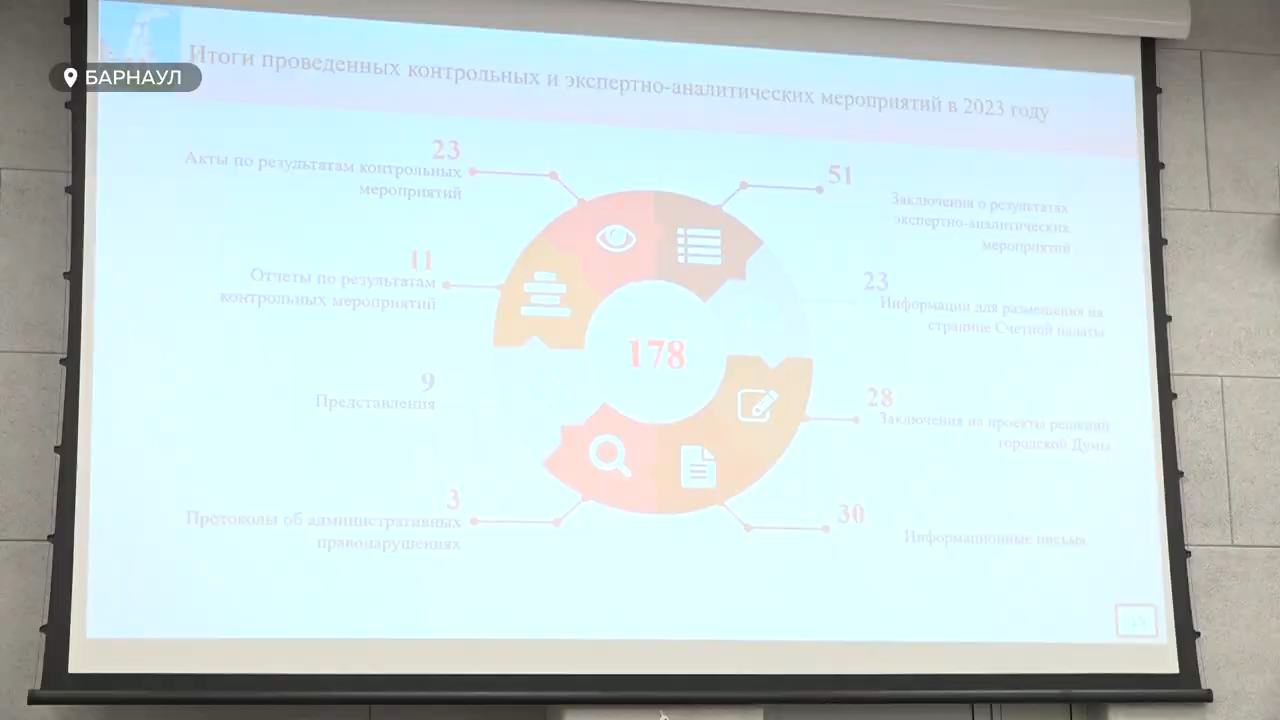 БАРНАУЛ
Итоги проведенных контрольных и экспертно-аналитических мероприятий в 2023 году
23
Акты по результатам контрольных
мероприятий
11
Отчеты по результатам
контрольных мероприятий
9
Представления
3
Протоколы об административных
правонарушениях
178
51
Заключения о результатах
экспертно-аналитических
мероприятий
23
Информации для размещения на
странице Счетной палаты
28
Заключения на проекты решений
городской Думы
30
Информационные письма